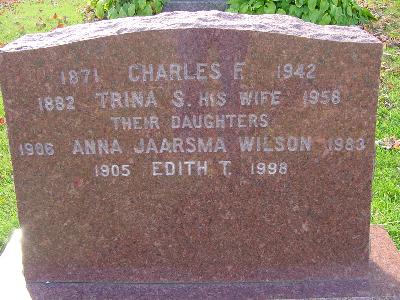 1871 CHARLES F. 1942
1882 TRINA S. HIS WIFE 1958
THEIR DAUGHTERS
1906 ANNA JAARSMA WILSON 1983
1905 EDITH T. 1998